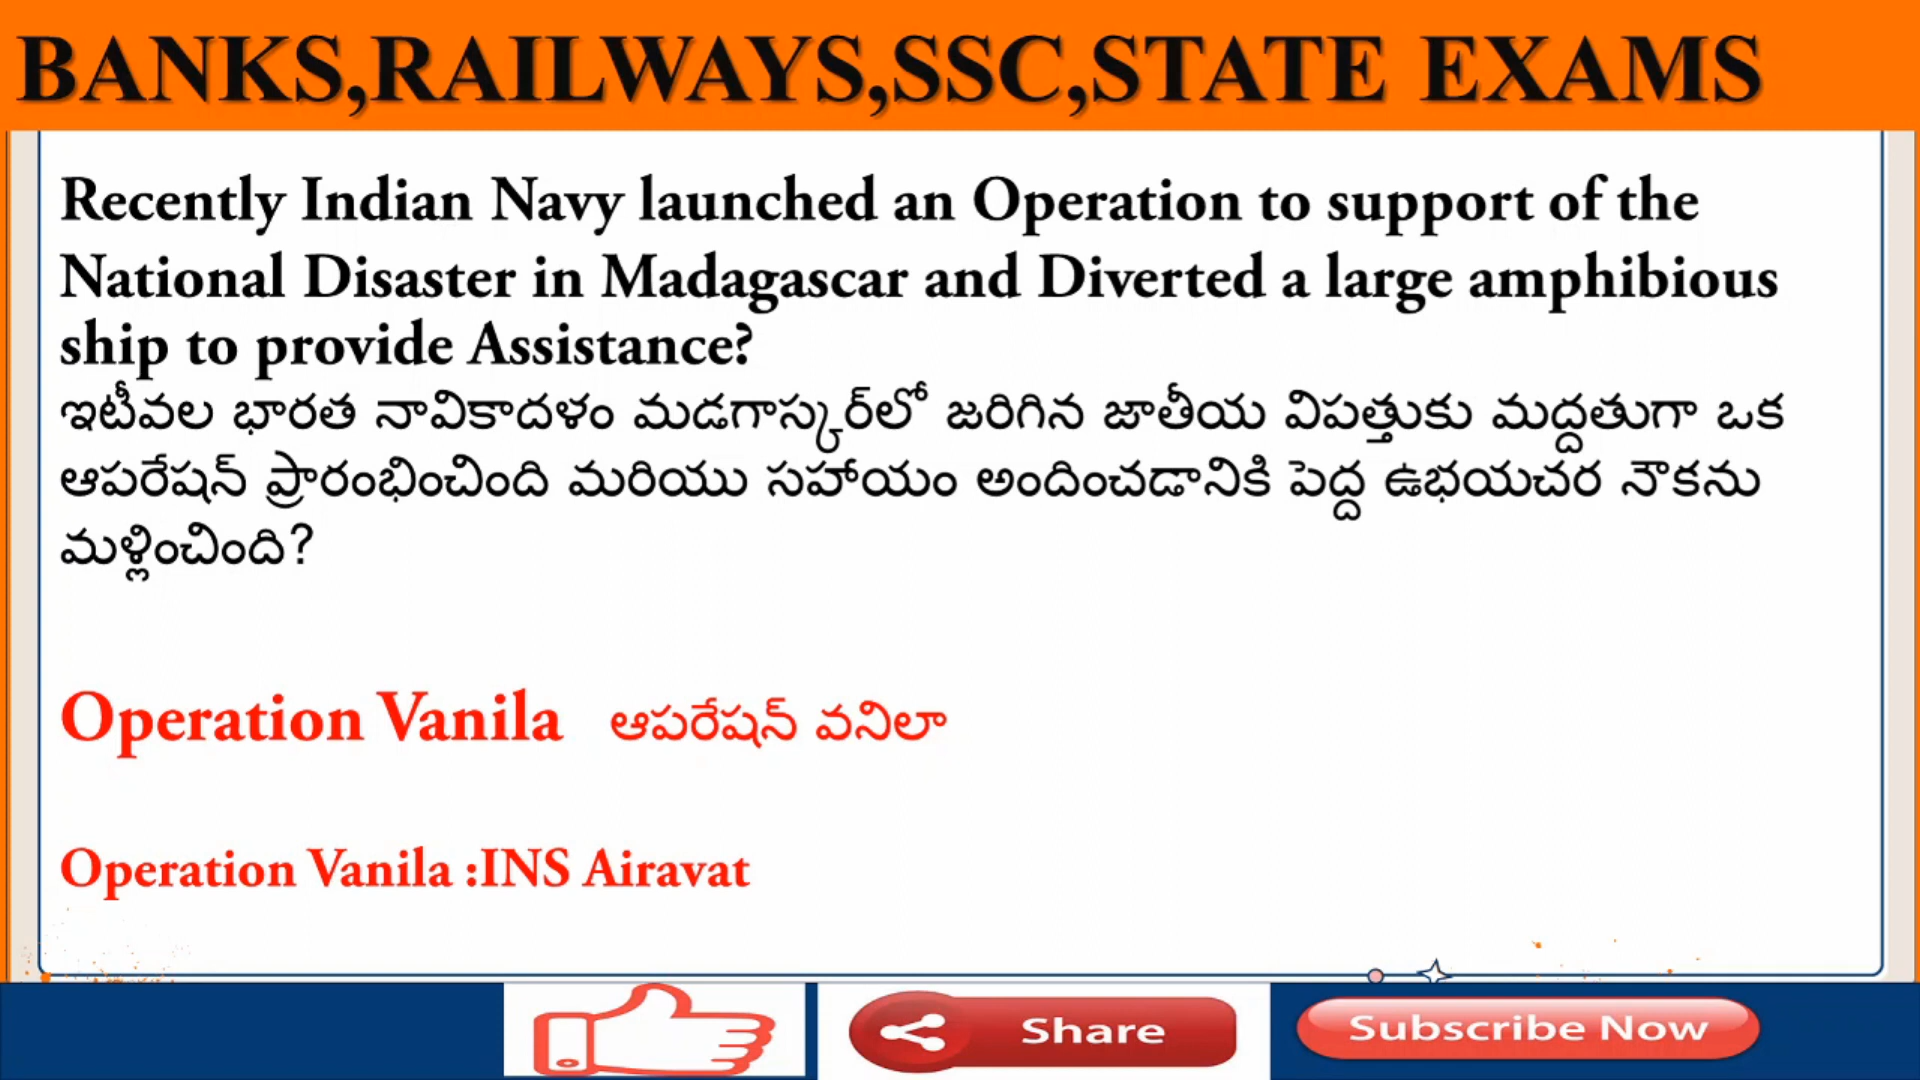 BANKS,RAILWAYS,SSC,STATE EXAMS
Recently Indian Navy launched an Operation to support of the
National Disaster in Madagascar and Diverted a large amphibious
ship to provide Assistance?
ఇటీవల భారత నావికాదళం మడగాస్కర్‌లో జరిగిన జాతీయ విపత్తుకు మద్దతుగా ఒక
ఆపరేషన్ ప్రారంభించింది మరియు సహాయం అందించడానికి పెద్ద ఉభయచర నౌకను
మళ్లించింది?
Operation Vanila ఆపరేషన్ వనిలా
Operation Vanila :INS Airavat
Share
Subscribe Now